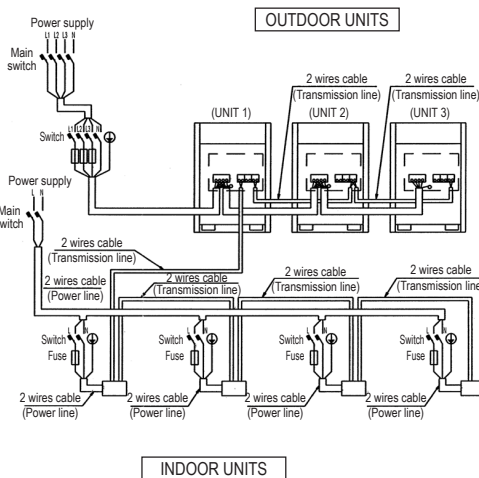 OUTDOOR UNITS
Power supply
L1 L2 L3 N
Main
switch
2 wires cable
(Transmission line)
2 wires cable
(Transmission line)
(UNIT 1)
(UNIT 2)
(UNIT 3)
L1 L2 L3 N
Switch
Power supply
L N
Main
switch
2 wires cable
(Transmission line)
2 wires cable
(Power line)
2 wires cable
(Transmission line)
2 wires cable
(Transmission line)
2 wires cable
(Transmission line)
L N
Switch
Fuse
L N
Switch
Fuse
L N
Switch
Fuse
L N
Switch
Fuse
2 wires cable
(Power line)
2 wires cable
(Power line)
2 wires cable
(Power line)
2 wires cable
(Power line)
INDOOR UNITS